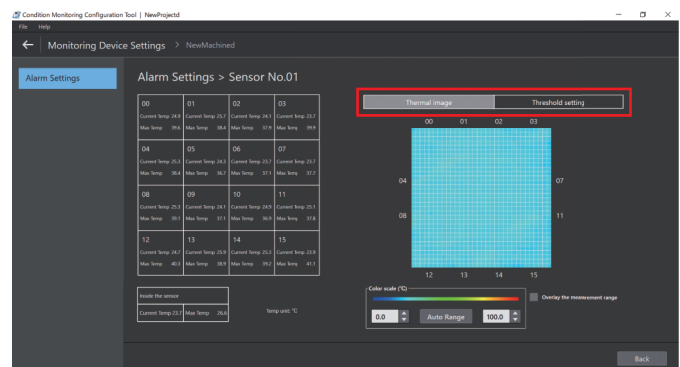 Condition Monitoring Configuration Tool | NewProjectd
File Help
Monitoring Device Settings > NewMachined
Alarm Settings
Alarm Settings > Sensor No.01
Thermal image Threshold setting
00 01 02 03
Current Temp 24.9 Current Temp 25.7 Current Temp 24.1 Current Temp 23.7
Max Temp 39.6 Max Temp 38.4 Max Temp 37.9 Max Temp 39.9
04 05 06 07
Current Temp 25.3 Current Temp 24.3 Current Temp 23.7 Current Temp 23.7
Max Temp 38.4 Max Temp 36.7 Max Temp 37.1 Max Temp 37.7
08 09 10 11
Current Temp 25.3 Current Temp 24.1 Current Temp 24.9 Current Temp 25.1
Max Temp 39.1 Max Temp 37.1 Max Temp 36.9 Max Temp 37.8
12 13 14 15
Current Temp 24.7 Current Temp 25.9 Current Temp 25.2 Current Temp 23.9
Max Temp 40.3 Max Temp 38.9 Max Temp 39.2 Max Temp 41.1
Inside the sensor
Current Temp 23.7 Max Temp 26.6
Temp unit: °C
00 01 02 03
04 07
08 11
12 13 14 15
Color scale (°C)
Overlay the measurement range
0.0 Auto Range 100.0
Back